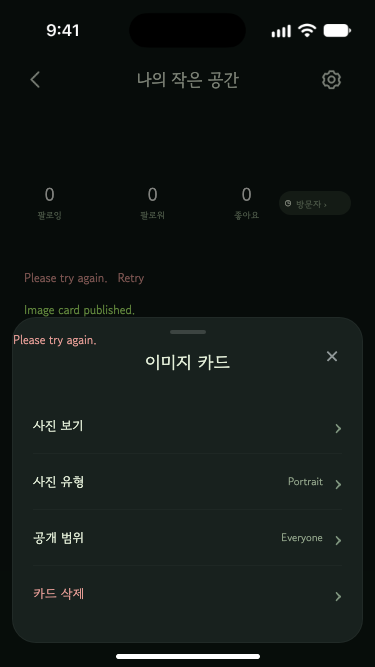 9:41
나의 작은 공간
0 0 0
팔로잉 팔로워 좋아요 방문자 ›
Please try again. Retry
Image card published.
Please try again.
이미지 카드
사진 보기
사진 유형 Portrait
공개 범위 Everyone
카드 삭제